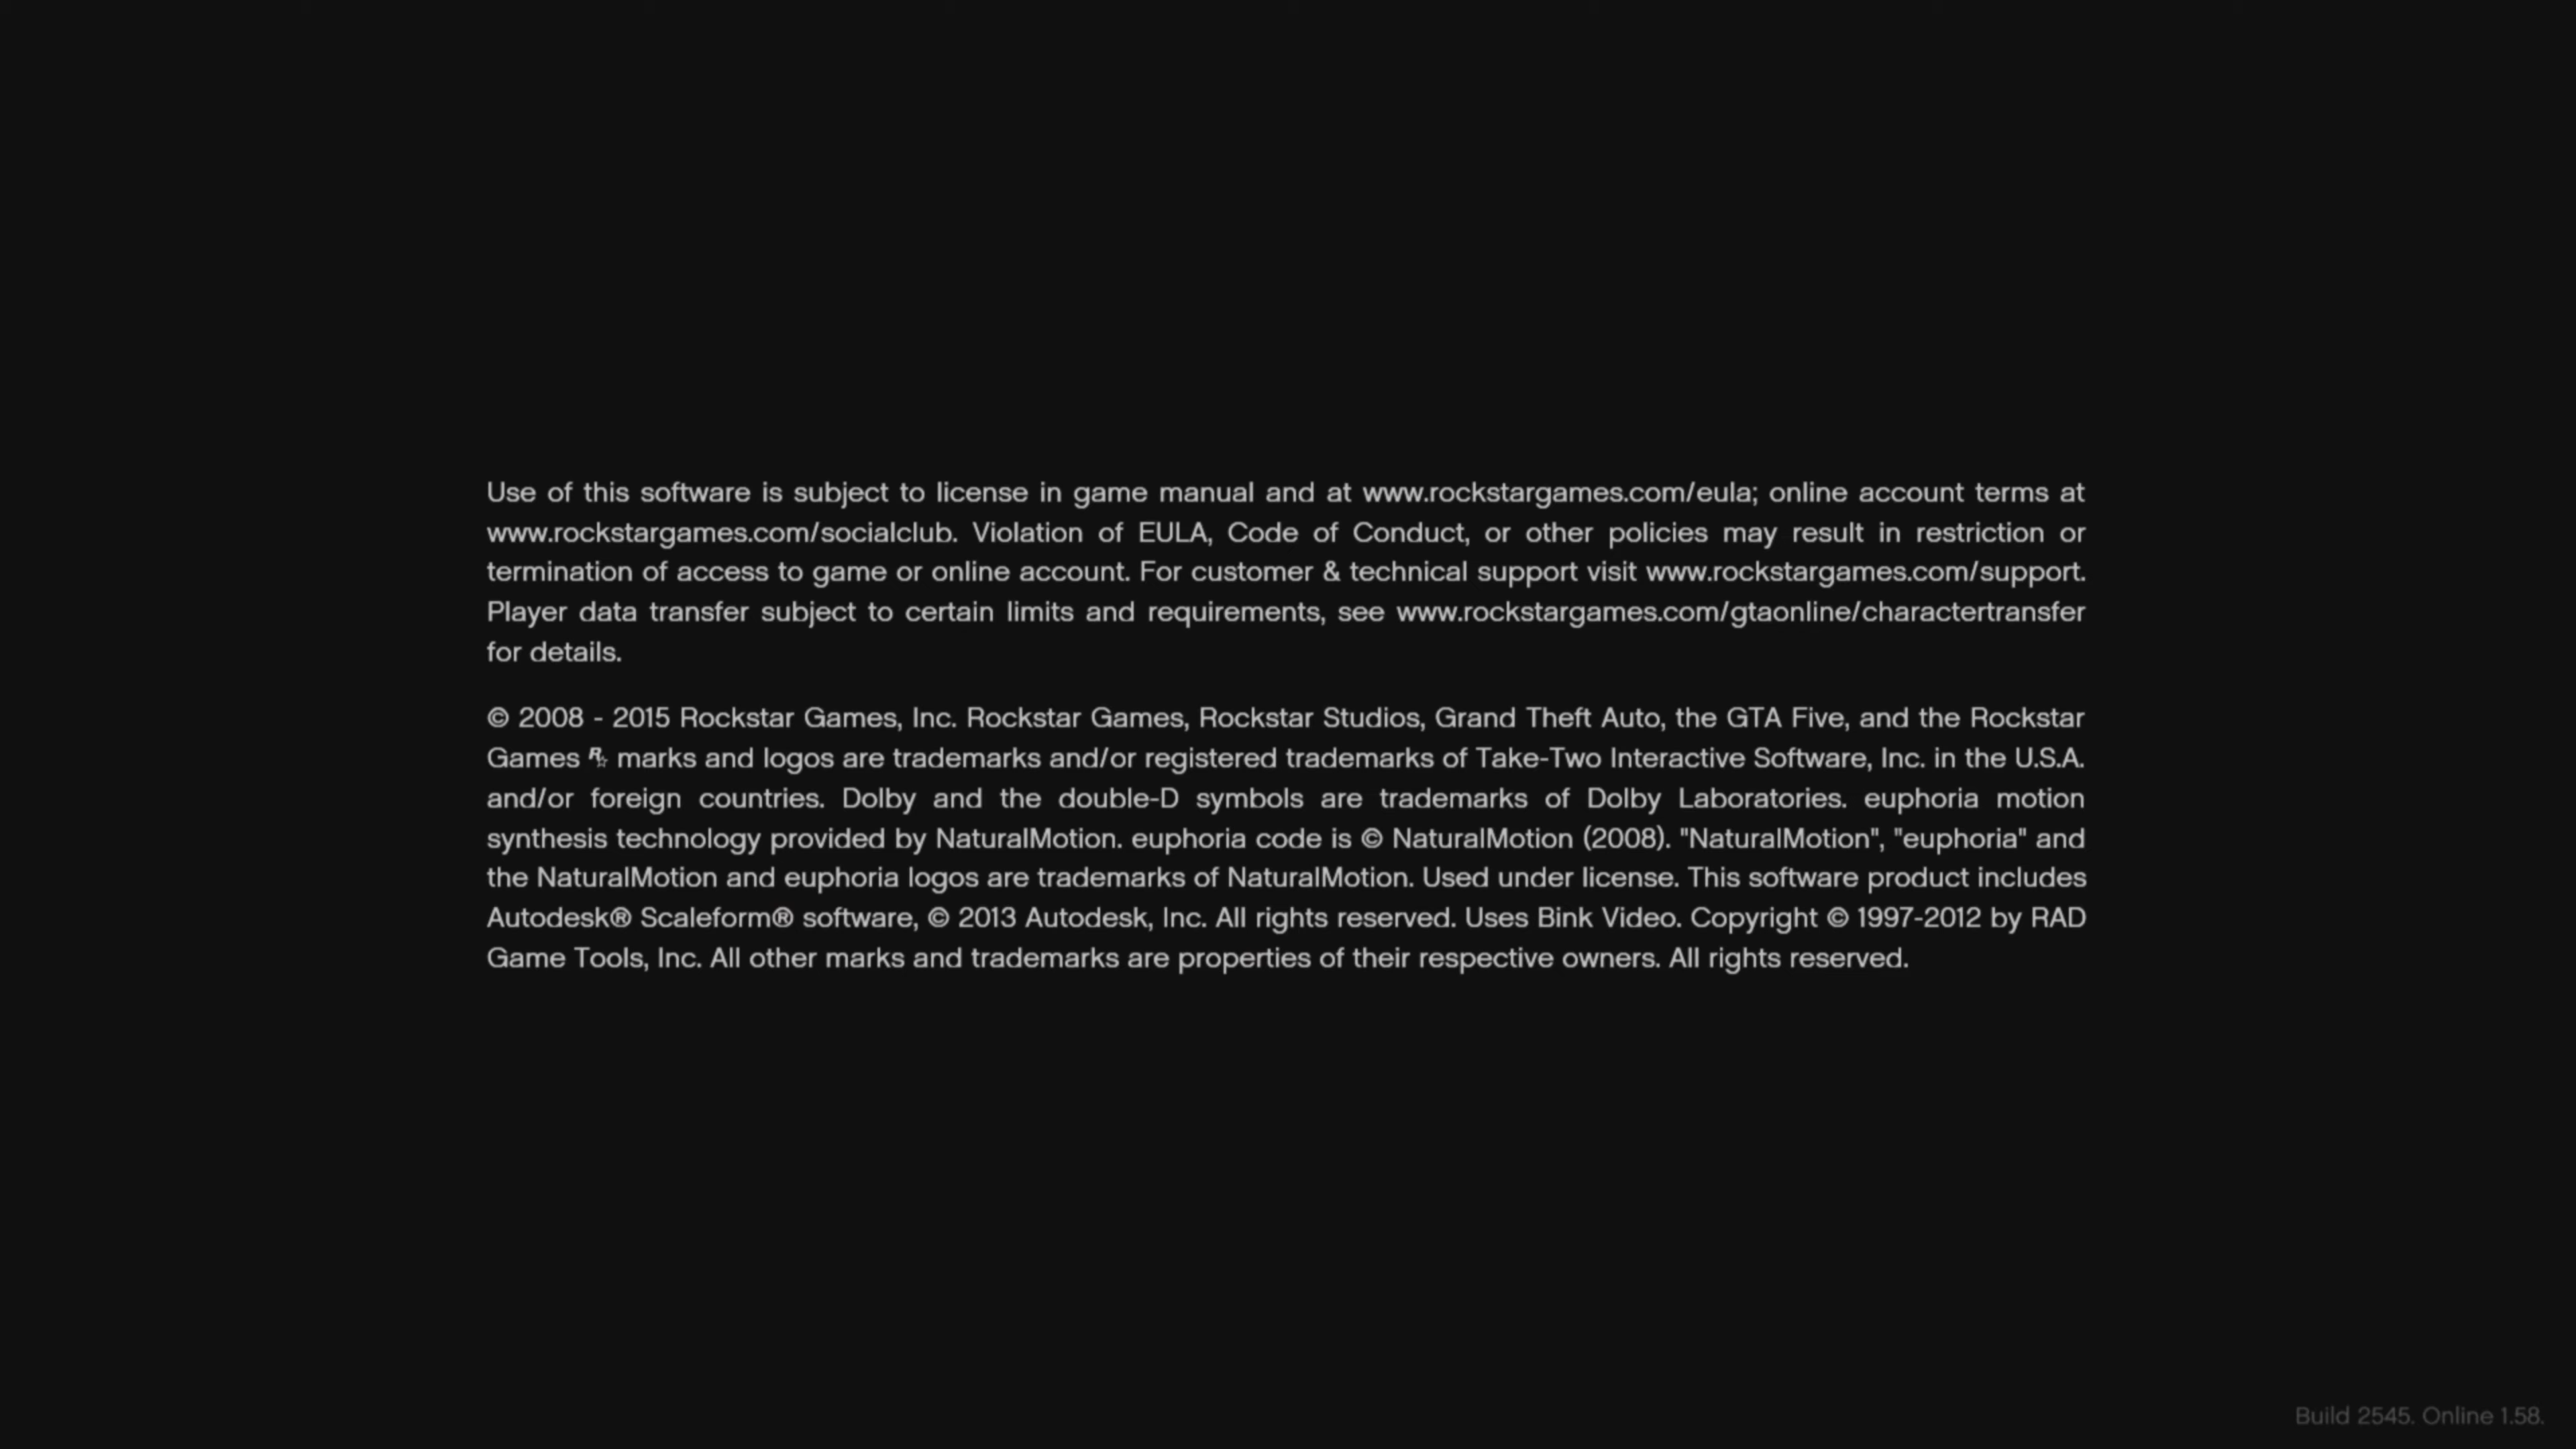 Use of this software is subject to license in game manual and at www.rockstargames.com/eula; online account terms at
www.rockstargames.com/socialclub. Violation of EULA, Code of Conduct, or other policies may result in restriction or
termination of access to game or online account. For customer & technical support visit www.rockstargames.com/support.
Player data transfer subject to certain limits and requirements, see www.rockstargames.com/gtaonline/charactertransfer
for details.
© 2008 - 2015 Rockstar Games, Inc. Rockstar Games, Rockstar Studios, Grand Theft Auto, the GTA Five, and the Rockstar
Games R☆ marks and logos are trademarks and/or registered trademarks of Take-Two Interactive Software, Inc. in the U.S.A.
and/or foreign countries. Dolby and the double-D symbols are trademarks of Dolby Laboratories. euphoria motion
synthesis technology provided by NaturalMotion. euphoria code is © NaturalMotion (2008). "NaturalMotion", "euphoria" and
the NaturalMotion and euphoria logos are trademarks of NaturalMotion. Used under license. This software product includes
Autodesk® Scaleform® software, © 2013 Autodesk, Inc. All rights reserved. Uses Bink Video. Copyright © 1997-2012 by RAD
Game Tools, Inc. All other marks and trademarks are properties of their respective owners. All rights reserved.
Build 2545. Online 1.58.